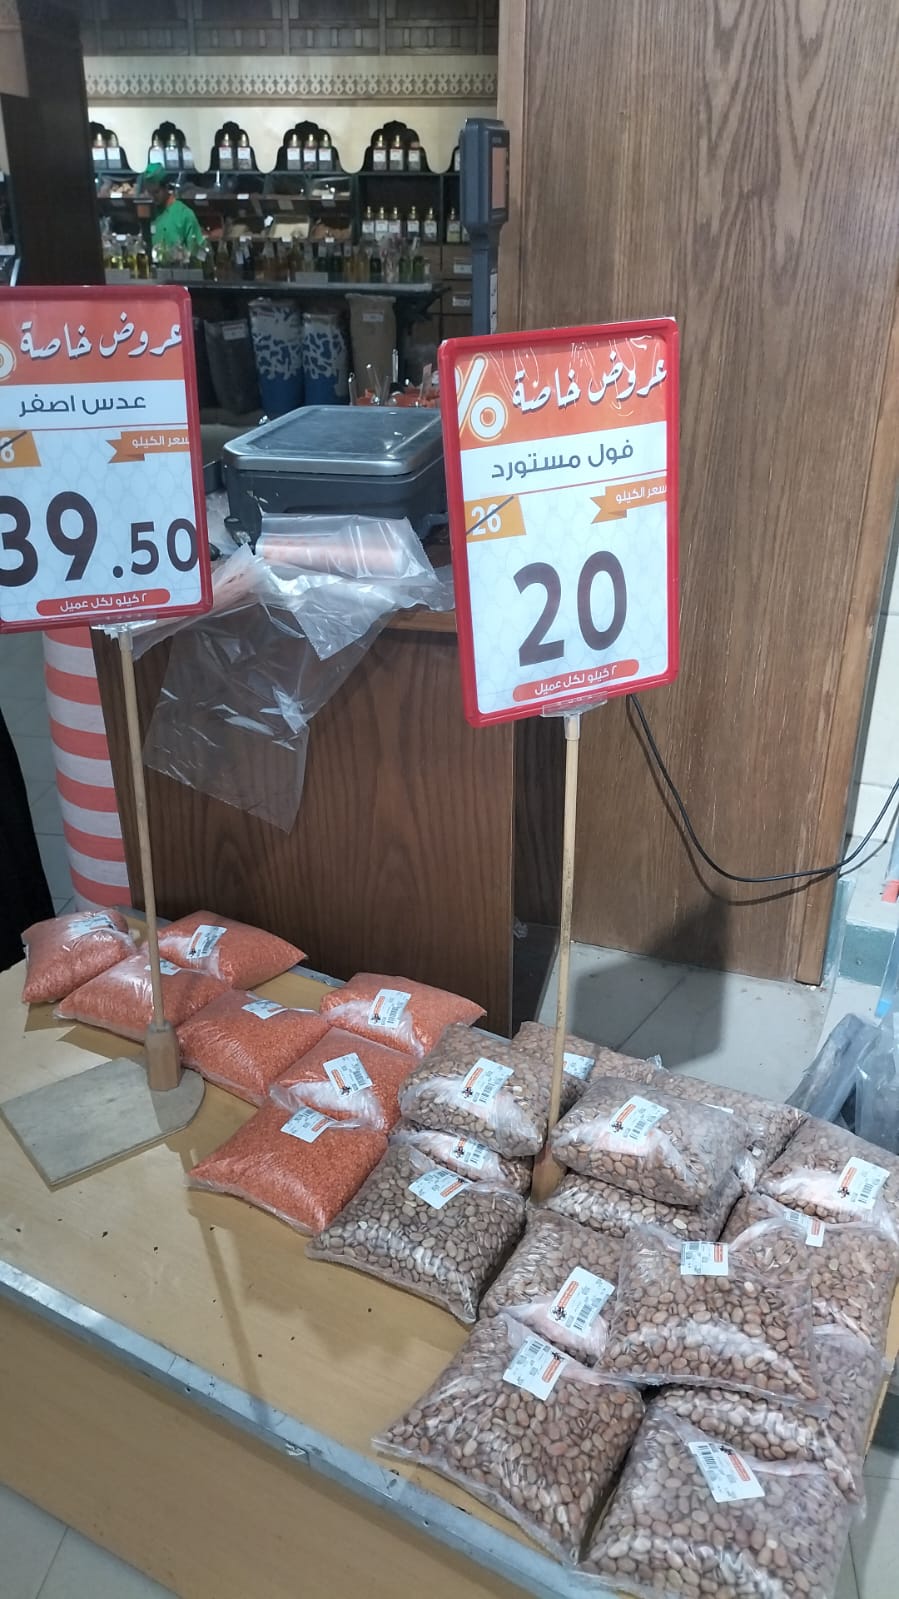 عروض خاصة
عدس اصفر
سعر الكيلو
39.50
٢ كيلو لكل عميل
% عروض خاصة
فول مستورد
سعر الكيلو
26
20
٢ كيلو لكل عميل